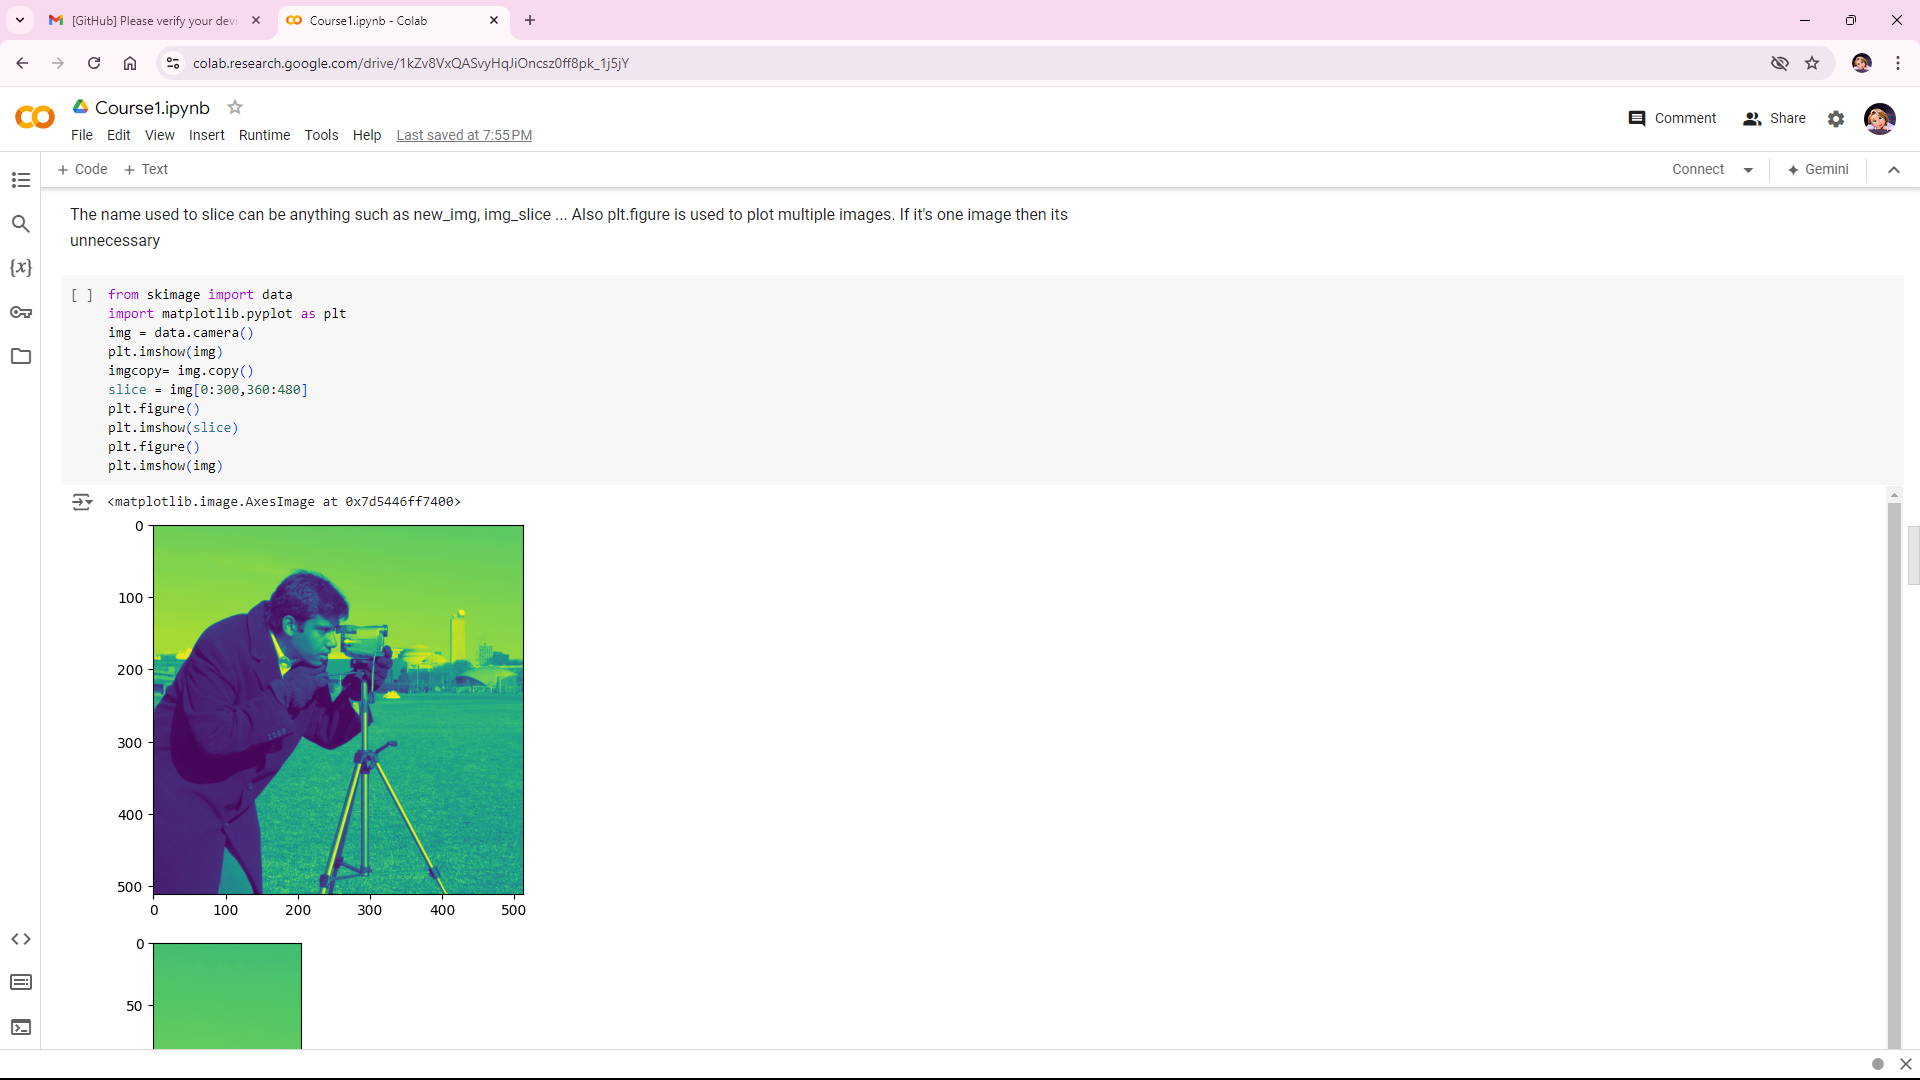 [GitHub] Please verify your devi
Course1.ipynb - Colab
colab.research.google.com/drive/1kZv8VxQASvyHqJiOncsz0ff8pk_1j5jY
Course1.ipynb
File Edit View Insert Runtime Tools Help Last saved at 7:55 PM
Comment
Share
+ Code + Text
Connect
Gemini
The name used to slice can be anything such as new_img, img_slice ... Also plt.figure is used to plot multiple images. If it's one image then its
unnecessary
{x}
[ ] from skimage import data
import matplotlib.pyplot as plt
img = data.camera()
plt.imshow(img)
imgcopy= img.copy()
slice = img[0:300,360:480]
plt.figure()
plt.imshow(slice)
plt.figure()
plt.imshow(img)
<matplotlib.image.AxesImage at 0x7d5446ff7400>
0
100
200
300
400
500
0 100 200 300 400 500
0
50